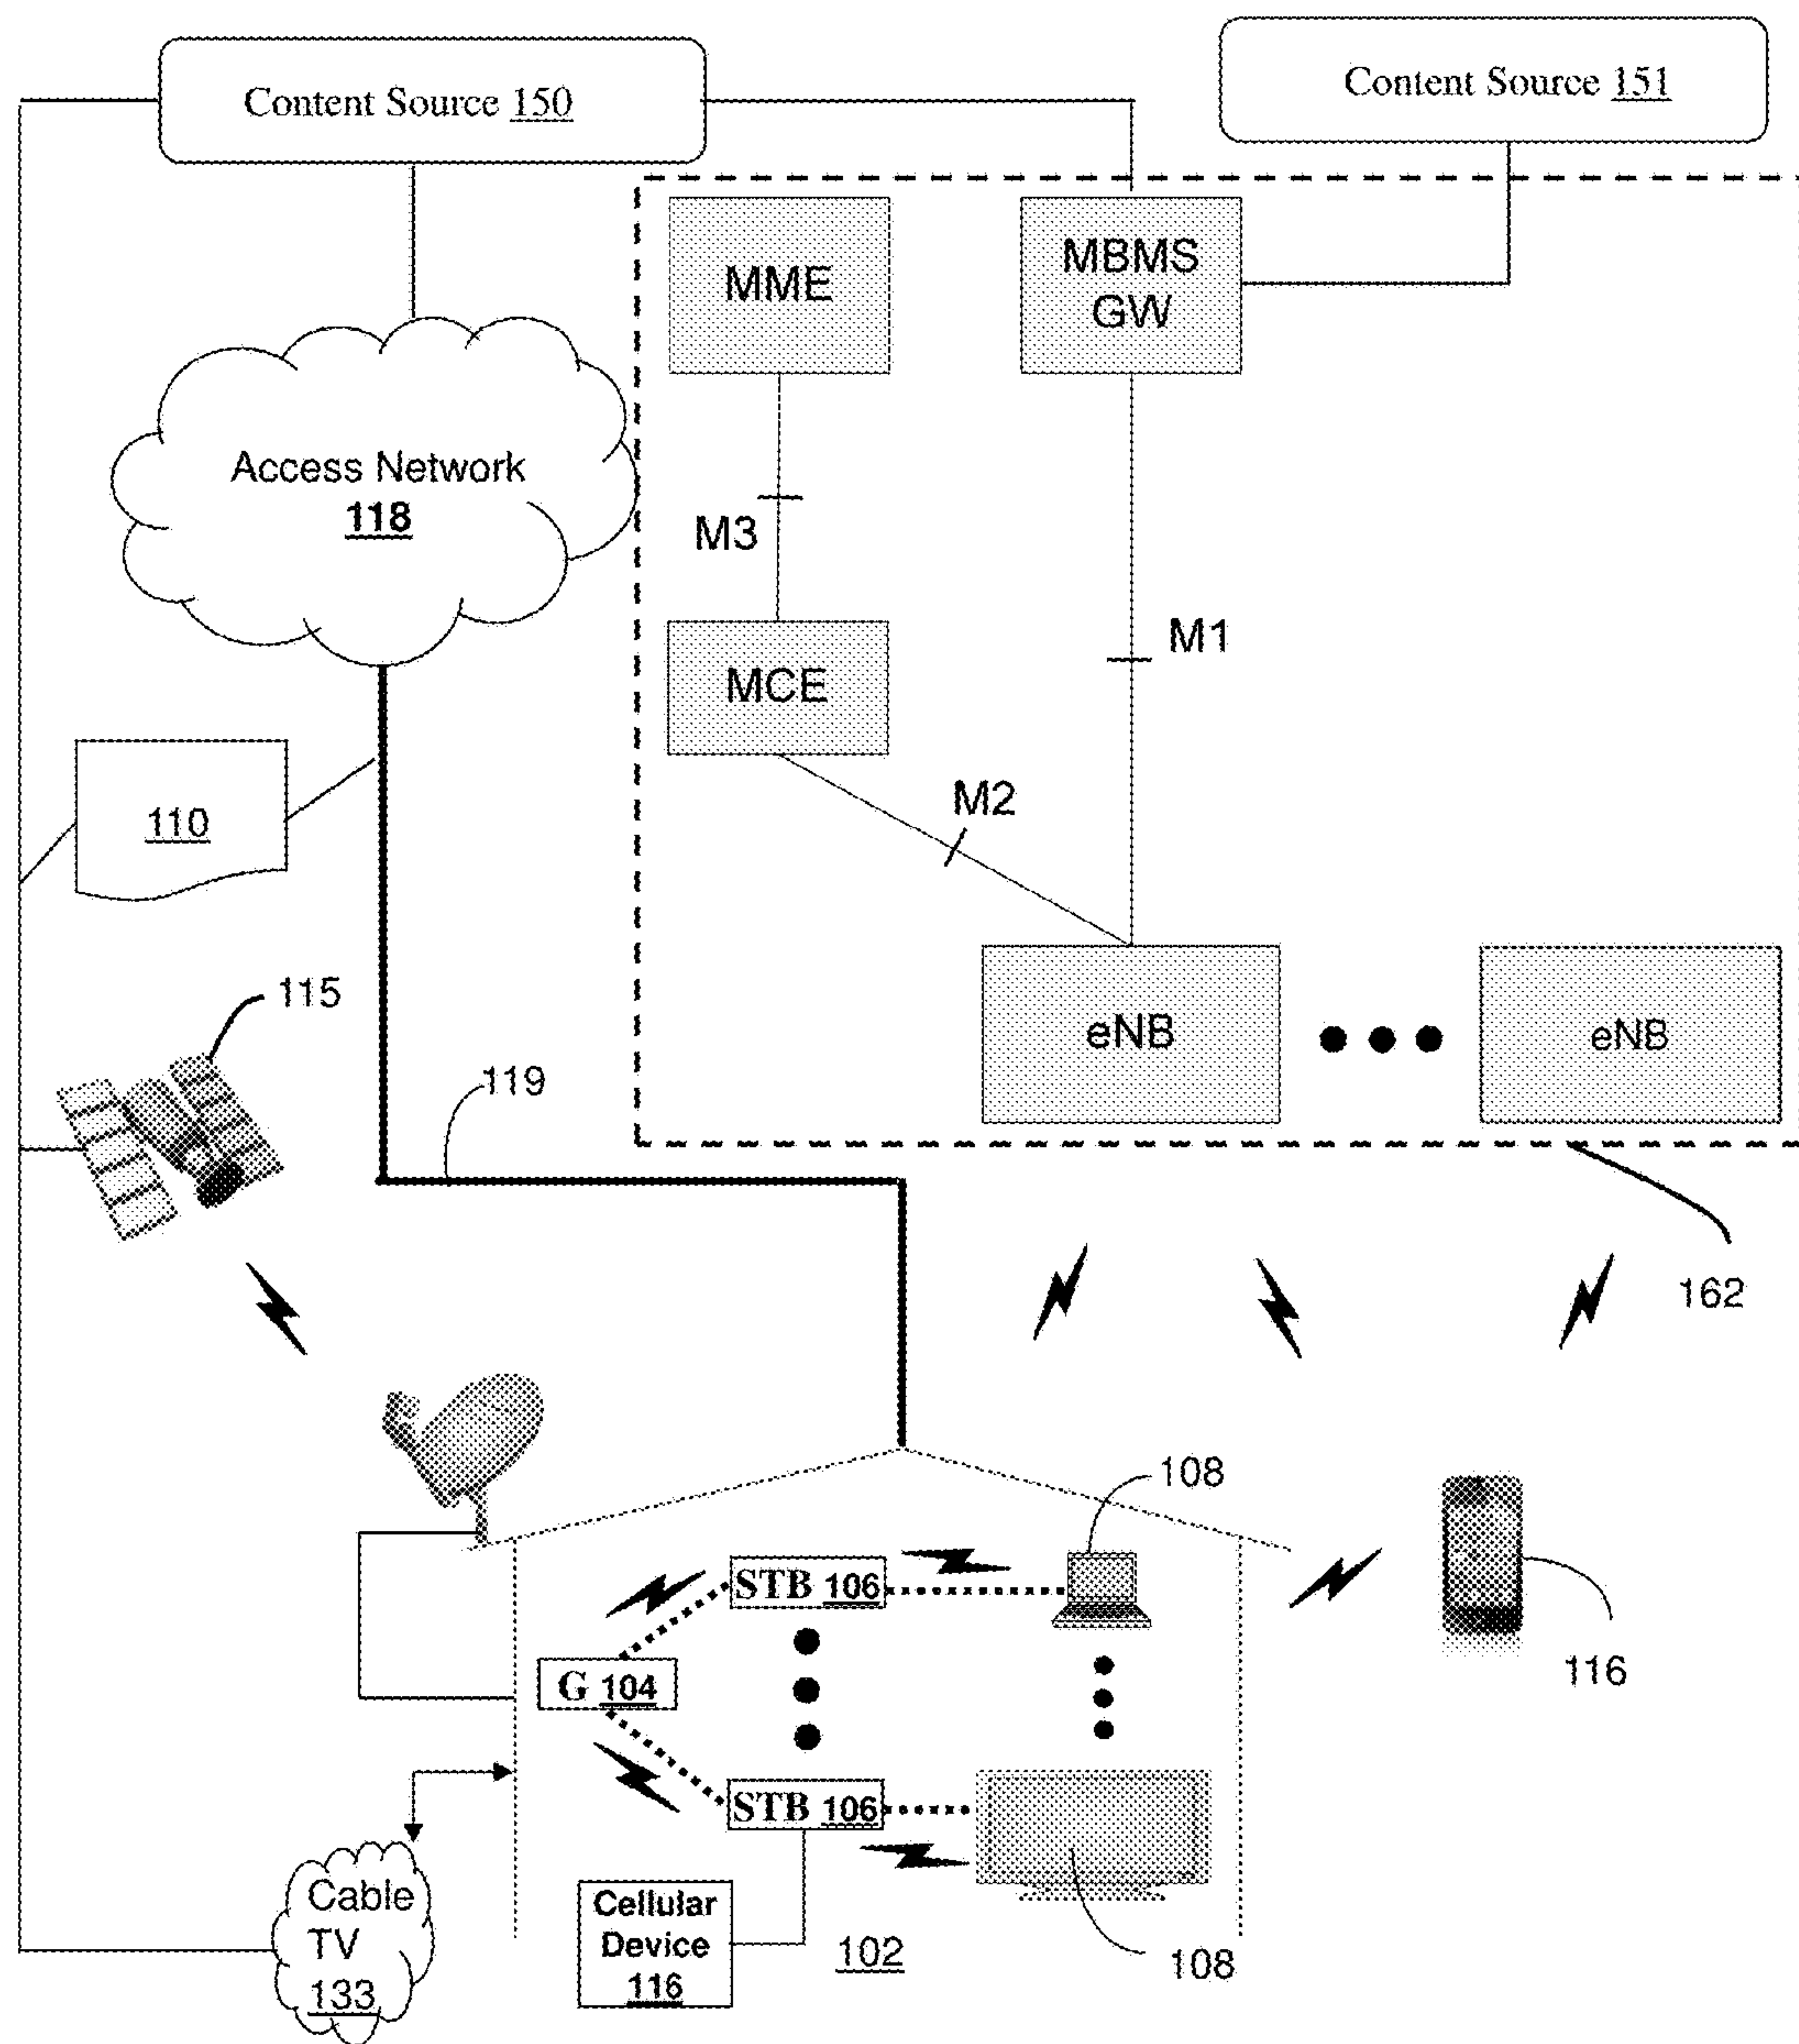 Content Source 150
Content Source 151
MME
MBMS
GW
Access Network
118
M3
M1
MCE
M2
110
115
eNB
eNB
119
162
108
STB 106
G 104
116
STB 106
Cable
TV
133
Cellular
Device
116
102
108